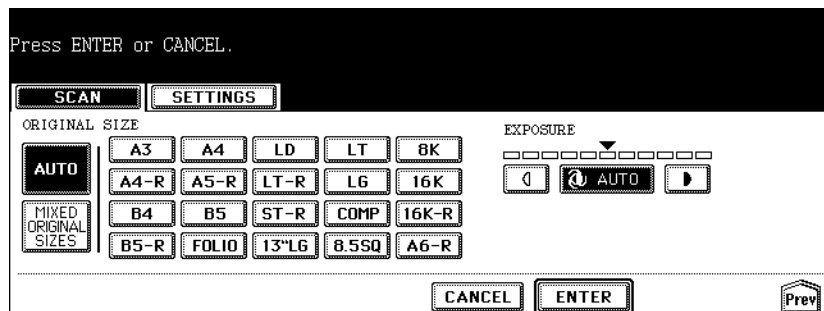 Press ENTER or CANCEL.
SCAN SETTINGS
ORIGINAL SIZE
EXPOSURE
AUTO
A3 A4 LD LT 8K
A4-R A5-R LT-R LG 16K
AUTO
MIXED
ORIGINAL
SIZES
B4 B5 ST-R COMP 16K-R
B5-R FOLIO 13"LG 8.5SQ A6-R
CANCEL ENTER
Prev